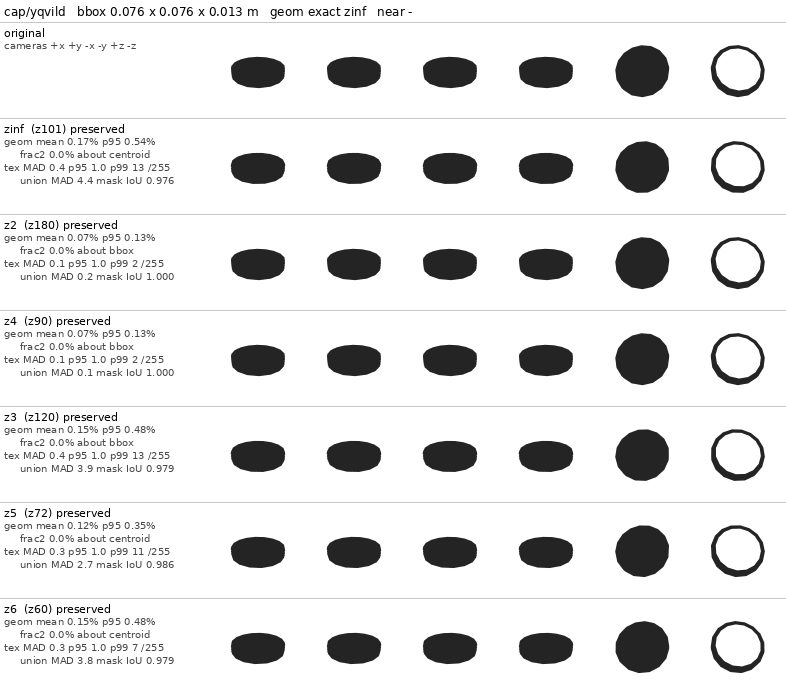 cap/yqvild bbox 0.076 x 0.076 x 0.013 m geom exact zinf near -
original
cameras +x +y -x -y +z -z
zinf (z101) preserved
geom mean 0.17% p95 0.54%
frac2 0.0% about centroid
tex MAD 0.4 p95 1.0 p99 13 /255
union MAD 4.4 mask IoU 0.976
z2 (z180) preserved
geom mean 0.07% p95 0.13%
frac2 0.0% about bbox
tex MAD 0.1 p95 1.0 p99 2 /255
union MAD 0.2 mask IoU 1.000
z4 (z90) preserved
geom mean 0.07% p95 0.13%
frac2 0.0% about bbox
tex MAD 0.1 p95 1.0 p99 2 /255
union MAD 0.1 mask IoU 1.000
z3 (z120) preserved
geom mean 0.15% p95 0.48%
frac2 0.0% about bbox
tex MAD 0.4 p95 1.0 p99 13 /255
union MAD 3.9 mask IoU 0.979
z5 (z72) preserved
geom mean 0.12% p95 0.35%
frac2 0.0% about centroid
tex MAD 0.3 p95 1.0 p99 11 /255
union MAD 2.7 mask IoU 0.986
z6 (z60) preserved
geom mean 0.15% p95 0.48%
frac2 0.0% about centroid
tex MAD 0.3 p95 1.0 p99 7 /255
union MAD 3.8 mask IoU 0.979